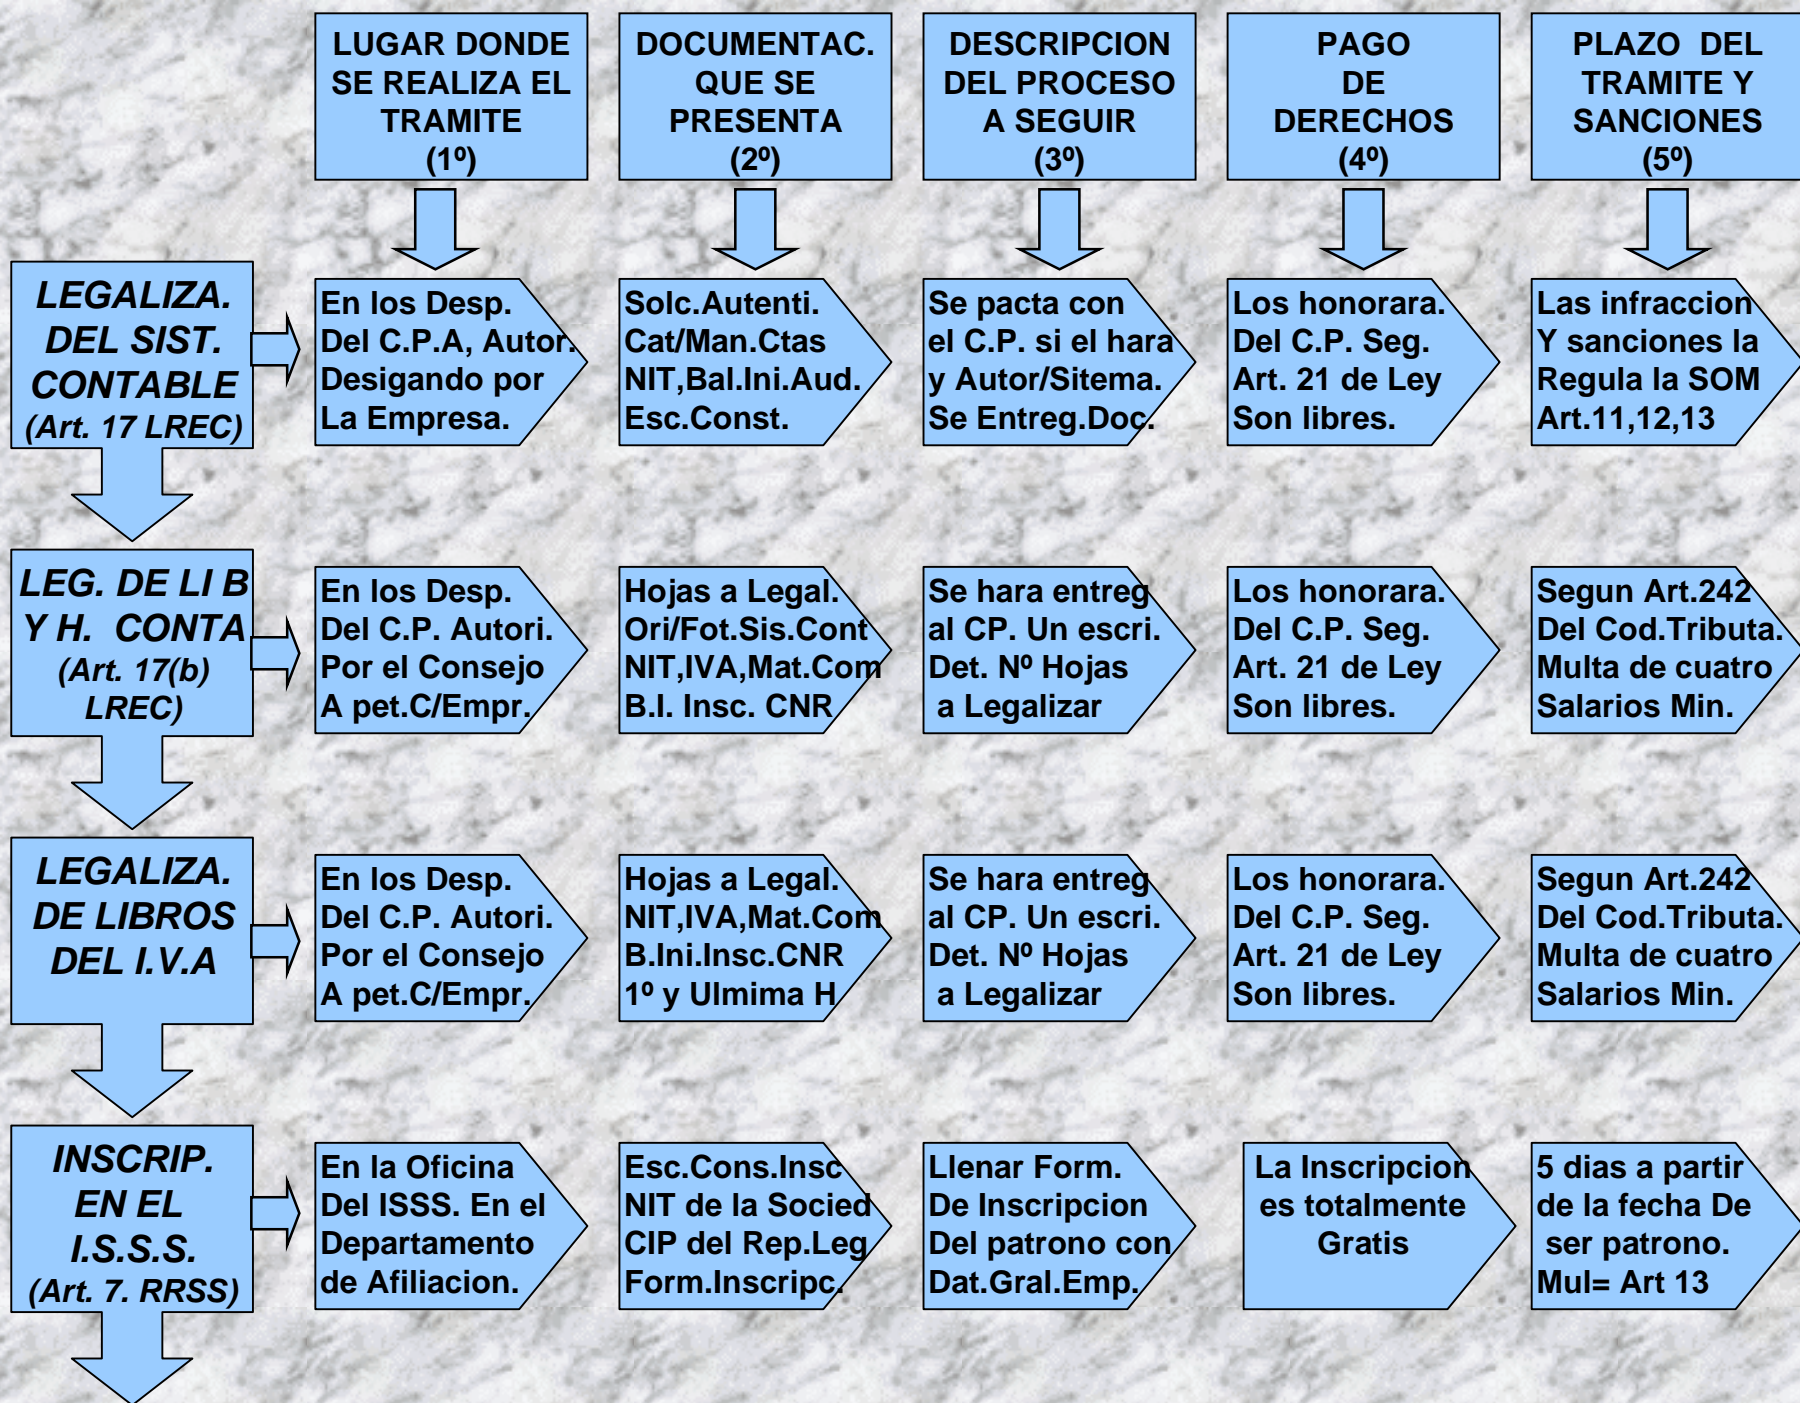 LUGAR DONDE
SE REALIZA EL
TRAMITE
(1º)
DOCUMENTAC.
QUE SE
PRESENTA
(2º)
DESCRIPCION
DEL PROCESO
A SEGUIR
(3º)
PAGO
DE
DERECHOS
(4º)
PLAZO DEL
TRAMITE Y
SANCIONES
(5º)
LEGALIZA.
DEL SIST.
CONTABLE
(Art. 17 LREC)
En los Desp.
Del C.P.A, Autor.
Desigando por
La Empresa.
Solc.Autenti.
Cat/Man.Ctas
NIT,Bal.Ini.Aud.
Esc.Const.
Se pacta con
el C.P. si el hara
y Autor/Sitema.
Se Entreg.Doc.
Los honorara.
Del C.P. Seg.
Art. 21 de Ley
Son libres.
Las infraccion
Y sanciones la
Regula la SOM
Art.11,12,13
LEG. DE LI B
Y H. CONTA
(Art. 17(b)
LREC)
En los Desp.
Del C.P. Autori.
Por el Consejo
A pet.C/Empr.
Hojas a Legal.
Ori/Fot.Sis.Cont
NIT,IVA,Mat.Com
B.I. Insc. CNR
Se hara entreg
al CP. Un escri.
Det. Nº Hojas
a Legalizar
Los honorara.
Del C.P. Seg.
Art. 21 de Ley
Son libres.
Segun Art.242
Del Cod.Tributa.
Multa de cuatro
Salarios Min.
LEGALIZA.
DE LIBROS
DEL I.V.A
En los Desp.
Del C.P. Autori.
Por el Consejo
A pet.C/Empr.
Hojas a Legal.
NIT,IVA,Mat.Com
B.Ini.Insc.CNR
1º y Ulmima H
Se hara entreg
al CP. Un escri.
Det. Nº Hojas
a Legalizar
Los honorara.
Del C.P. Seg.
Art. 21 de Ley
Son libres.
Segun Art.242
Del Cod.Tributa.
Multa de cuatro
Salarios Min.
INSCRIP.
EN EL
I.S.S.S.
(Art. 7. RRSS)
En la Oficina
Del ISSS. En el
Departamento
de Afiliacion.
Esc.Cons.Insc
NIT de la Socied
CIP del Rep.Leg
Form.Inscripc.
Llenar Form.
De Inscripcion
Del patrono con
Dat.Gral.Emp.
La Inscripcion
es totalmente
Gratis
5 dias a partir
de la fecha De
ser patrono.
Mul= Art 13